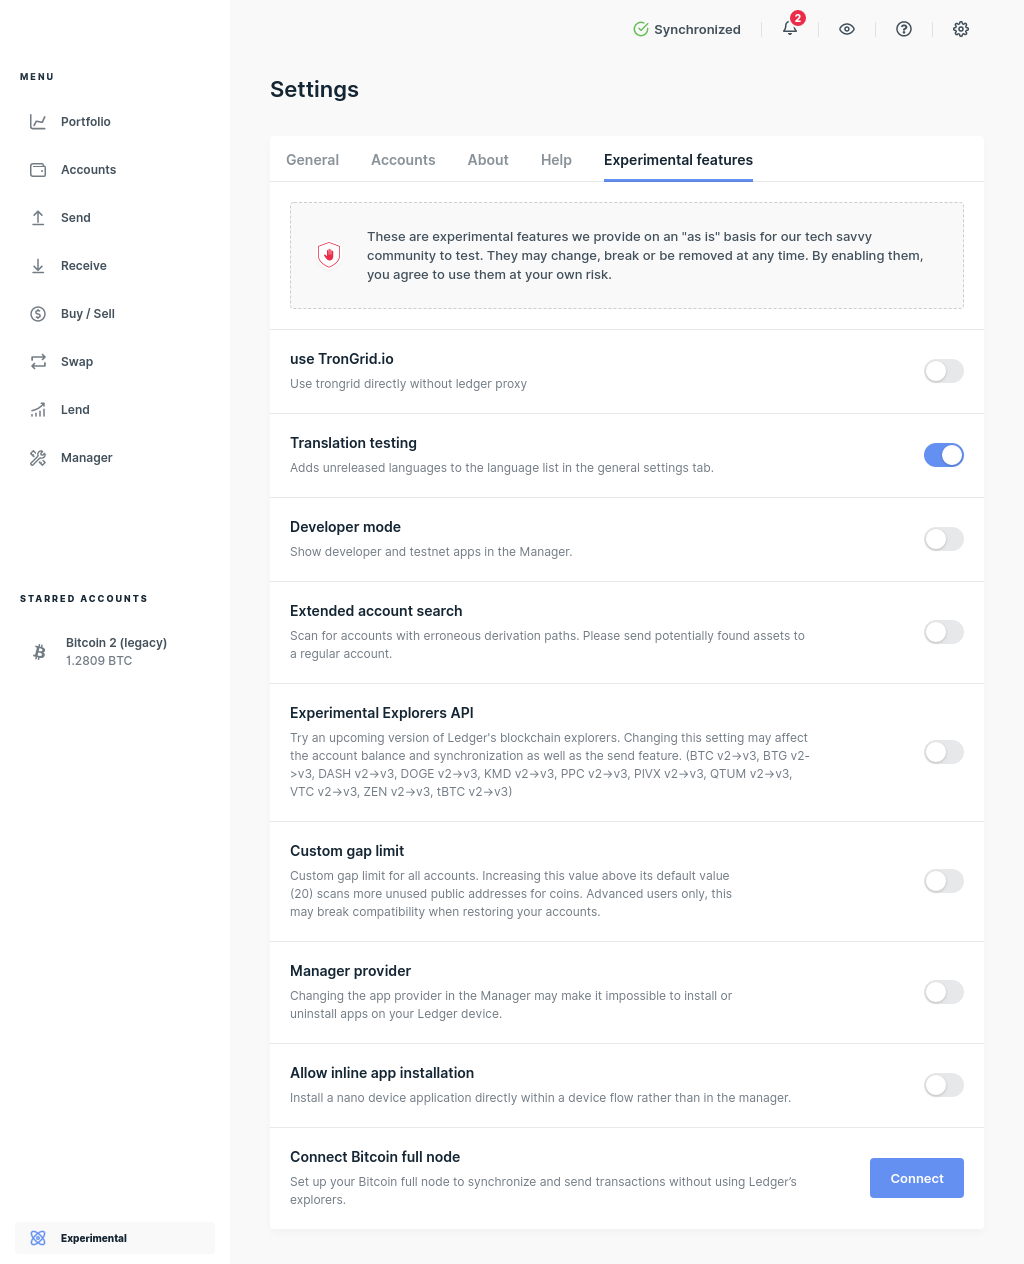 Synchronized
2
MENU
Portfolio
Accounts
Send
Receive
Buy / Sell
Swap
Lend
Manager
STARRED ACCOUNTS
Bitcoin 2 (legacy)
1.2809 BTC
Experimental
Settings
General
Accounts
About
Help
Experimental features
These are experimental features we provide on an "as is" basis for our tech savvy
community to test. They may change, break or be removed at any time. By enabling them,
you agree to use them at your own risk.
use TronGrid.io
Use trongrid directly without ledger proxy
Translation testing
Adds unreleased languages to the language list in the general settings tab.
Developer mode
Show developer and testnet apps in the Manager.
Extended account search
Scan for accounts with erroneous derivation paths. Please send potentially found assets to
a regular account.
Experimental Explorers API
Try an upcoming version of Ledger's blockchain explorers. Changing this setting may affect
the account balance and synchronization as well as the send feature. (BTC v2->v3, BTG v2-
>v3, DASH v2->v3, DOGE v2->v3, KMD v2->v3, PPC v2->v3, PIVX v2->v3, QTUM v2->v3,
VTC v2->v3, ZEN v2->v3, tBTC v2->v3)
Custom gap limit
Custom gap limit for all accounts. Increasing this value above its default value
(20) scans more unused public addresses for coins. Advanced users only, this
may break compatibility when restoring your accounts.
Manager provider
Changing the app provider in the Manager may make it impossible to install or
uninstall apps on your Ledger device.
Allow inline app installation
Install a nano device application directly within a device flow rather than in the manager.
Connect Bitcoin full node
Set up your Bitcoin full node to synchronize and send transactions without using Ledger’s
explorers.
Connect